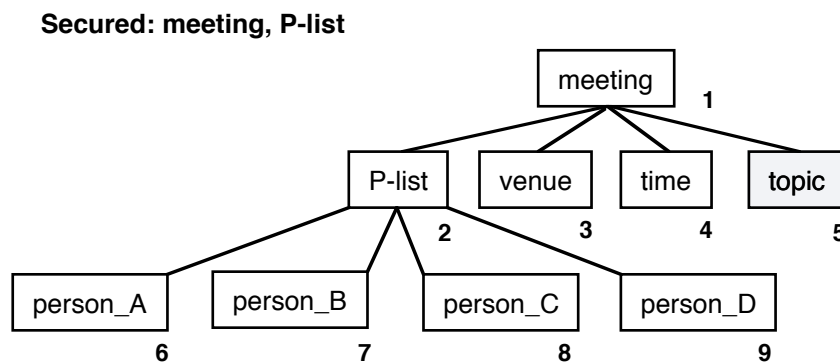 Secured: meeting, P-list
meeting
1
P-list
venue
time
topic
2
3
4
5
person_A
person_B
person_C
person_D
6
7
8
9